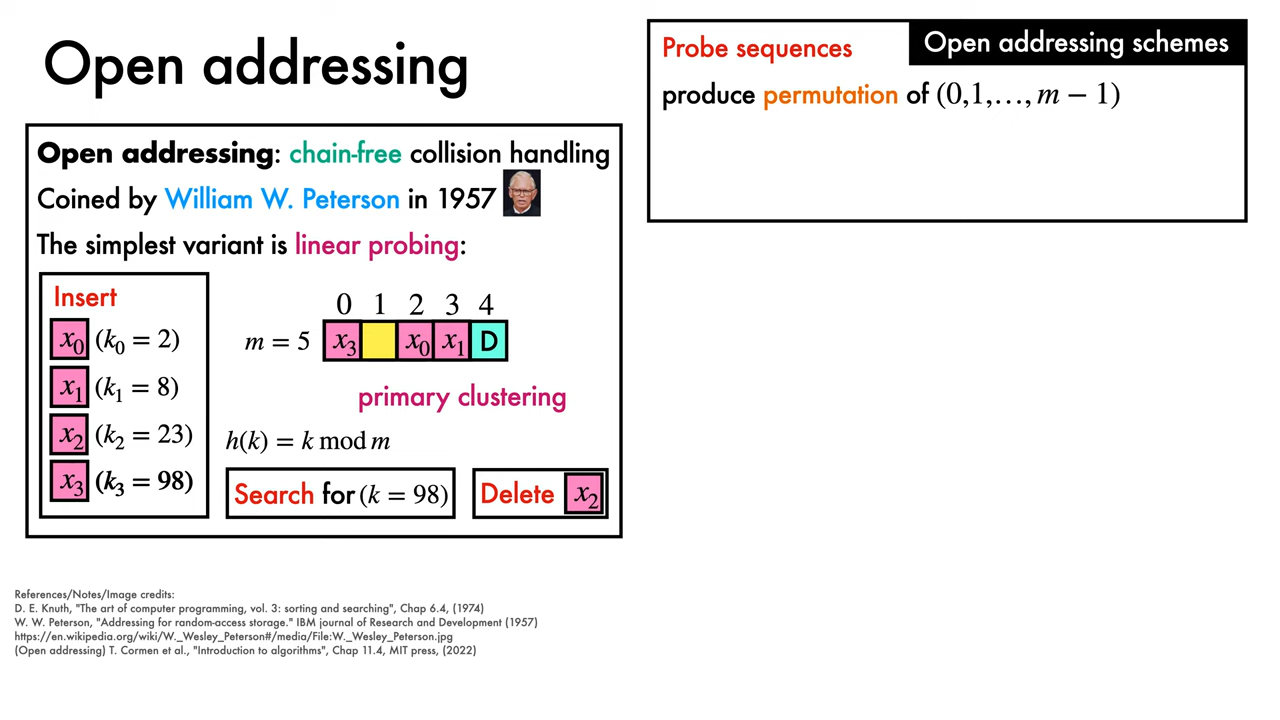 Open addressing
Open addressing: chain-free collision handling
Coined by William W. Peterson in 1957
The simplest variant is linear probing:
Insert
x₀ (k₀ = 2)
x₁ (k₁ = 8)
x₂ (k₂ = 23)
x₃ (k₃ = 98)
0 1 2 3 4
m = 5 x₃ x₀ x₁ D
primary clustering
h(k) = k mod m
Search for (k = 98)
Delete x₂
Probe sequences
Open addressing schemes
produce permutation of (0,1,…, m − 1)
References/Notes/Image credits:
D. E. Knuth, "The art of computer programming, vol. 3: sorting and searching", Chap 6.4, (1974)
W. W. Peterson, "Addressing for random-access storage." IBM journal of Research and Development (1957)
https://en.wikipedia.org/wiki/W._Wesley_Peterson#/media/File:W._Wesley_Peterson.jpg
(Open addressing) T. Cormen et al., "Introduction to algorithms", Chap 11.4, MIT press, (2022)